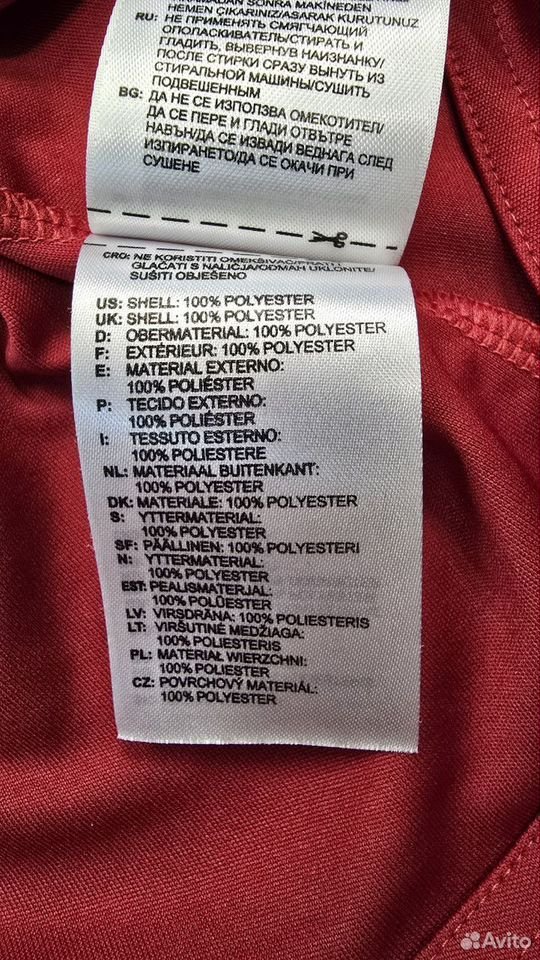 SONRA MAKİNEDEN
HEMEN ÇIKARINIZ/ASARAK KURUTUNUZ
RU: НЕ ПРИМЕНЯТЬ СМЯГЧАЮЩИЙ
ОПОЛАСКИВАТЕЛЬ/СТИРАТЬ И
ГЛАДИТЬ, ВЫВЕРНУВ НАИЗНАНКУ/
ПОСЛЕ СТИРКИ СРАЗУ ВЫНУТЬ ИЗ
СТИРАЛЬНОЙ МАШИНЫ/СУШИТЬ
ПОДВЕШЕННЫМ
BG: ДА НЕ СЕ ИЗПОЛЗВА ОМЕКОТИТЕЛ/
ДА СЕ ПЕРЕ И ГЛАДИ ОТВЪТРЕ
НАВЪН/ДА СЕ ИЗВАДИ ВЕДНАГА СЛЕД
ИЗПИРАНЕТО/ДА СЕ ОКАЧИ ПРИ
СУШЕНЕ
CRO: NE KORISTITI OMEKŠIVAČ/PRATI I
GLAČATI S NALIČJA/ODMAH UKLONITE/
SUŠITI OBJEŠENO
US: SHELL: 100% POLYESTER
UK: SHELL: 100% POLYESTER
D: OBERMATERIAL: 100% POLYESTER
F: EXTÉRIEUR: 100% POLYESTER
E: MATERIAL EXTERNO:
100% POLIÉSTER
P: TECIDO EXTERNO:
100% POLIÉSTER
I: TESSUTO ESTERNO:
100% POLIESTERE
NL: MATERIAAL BUITENKANT:
100% POLYESTER
DK: MATERIALE: 100% POLYESTER
S: YTTERMATERIAL:
100% POLYESTER
SF: PÄÄLLINEN: 100% POLYESTERI
N: YTTERMATERIAL:
100% POLYESTER
EST: PEALISMATERJAL:
100% POLÜESTER
LV: VIRSDRĀNA: 100% POLIESTERIS
LT: VIRŠUTINĖ MEDŽIAGA:
100% POLIESTERIS
PL: MATERIAŁ WIERZCHNI:
100% POLIESTER
CZ: POVRCHOVÝ MATERIÁL:
100% POLYESTER
Avito